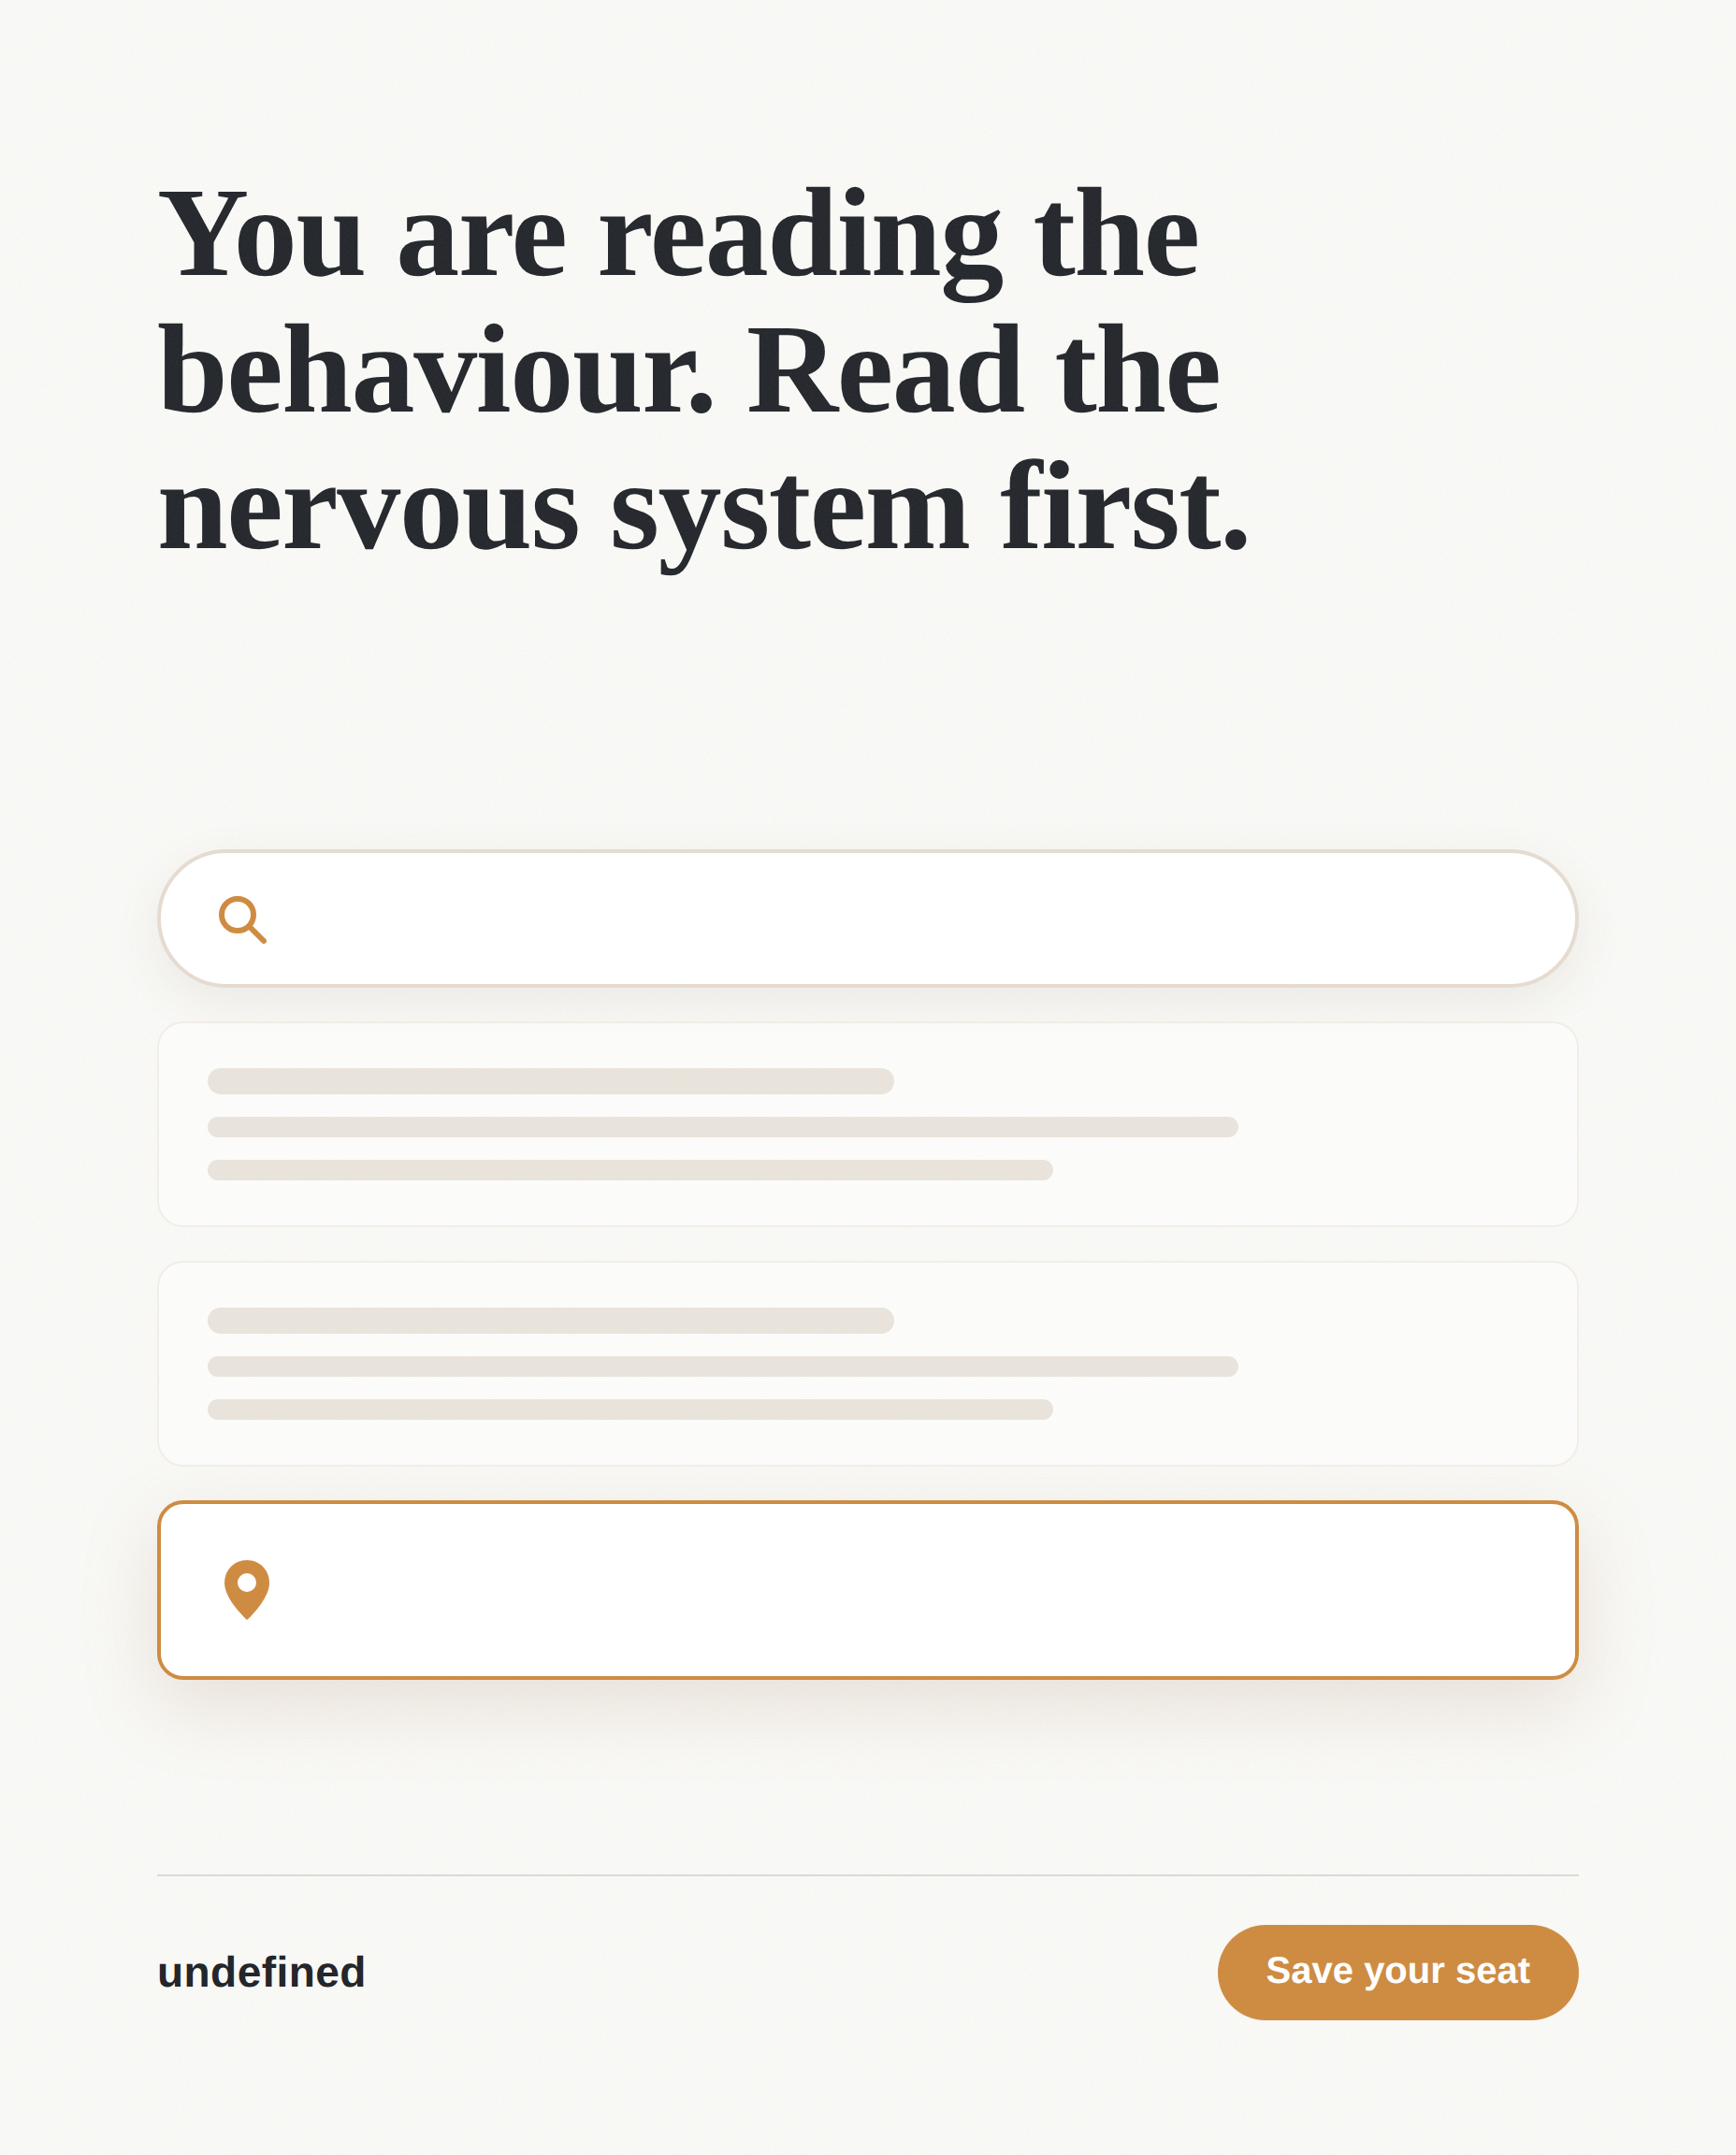 You are reading the
behaviour. Read the
nervous system first.
undefined
Save your seat